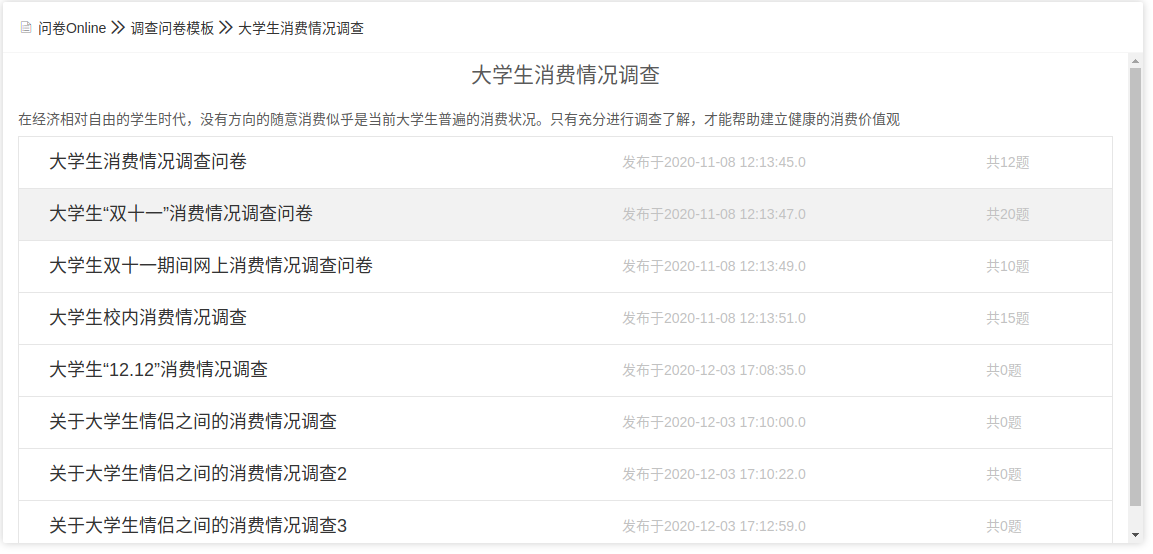 问卷Online 调查问卷模板 大学生消费情况调查
大学生消费情况调查
在经济相对自由的学生时代，没有方向的随意消费似乎是当前大学生普遍的消费状况。只有充分进行调查了解，才能帮助建立健康的消费价值观
大学生消费情况调查问卷 发布于2020-11-08 12:13:45.0 共12题
大学生“双十一”消费情况调查问卷 发布于2020-11-08 12:13:47.0 共20题
大学生双十一期间网上消费情况调查问卷 发布于2020-11-08 12:13:49.0 共10题
大学生校内消费情况调查 发布于2020-11-08 12:13:51.0 共15题
大学生“12.12”消费情况调查 发布于2020-12-03 17:08:35.0 共0题
关于大学生情侣之间的消费情况调查 发布于2020-12-03 17:10:00.0 共0题
关于大学生情侣之间的消费情况调查2 发布于2020-12-03 17:10:22.0 共0题
关于大学生情侣之间的消费情况调查3 发布于2020-12-03 17:12:59.0 共0题